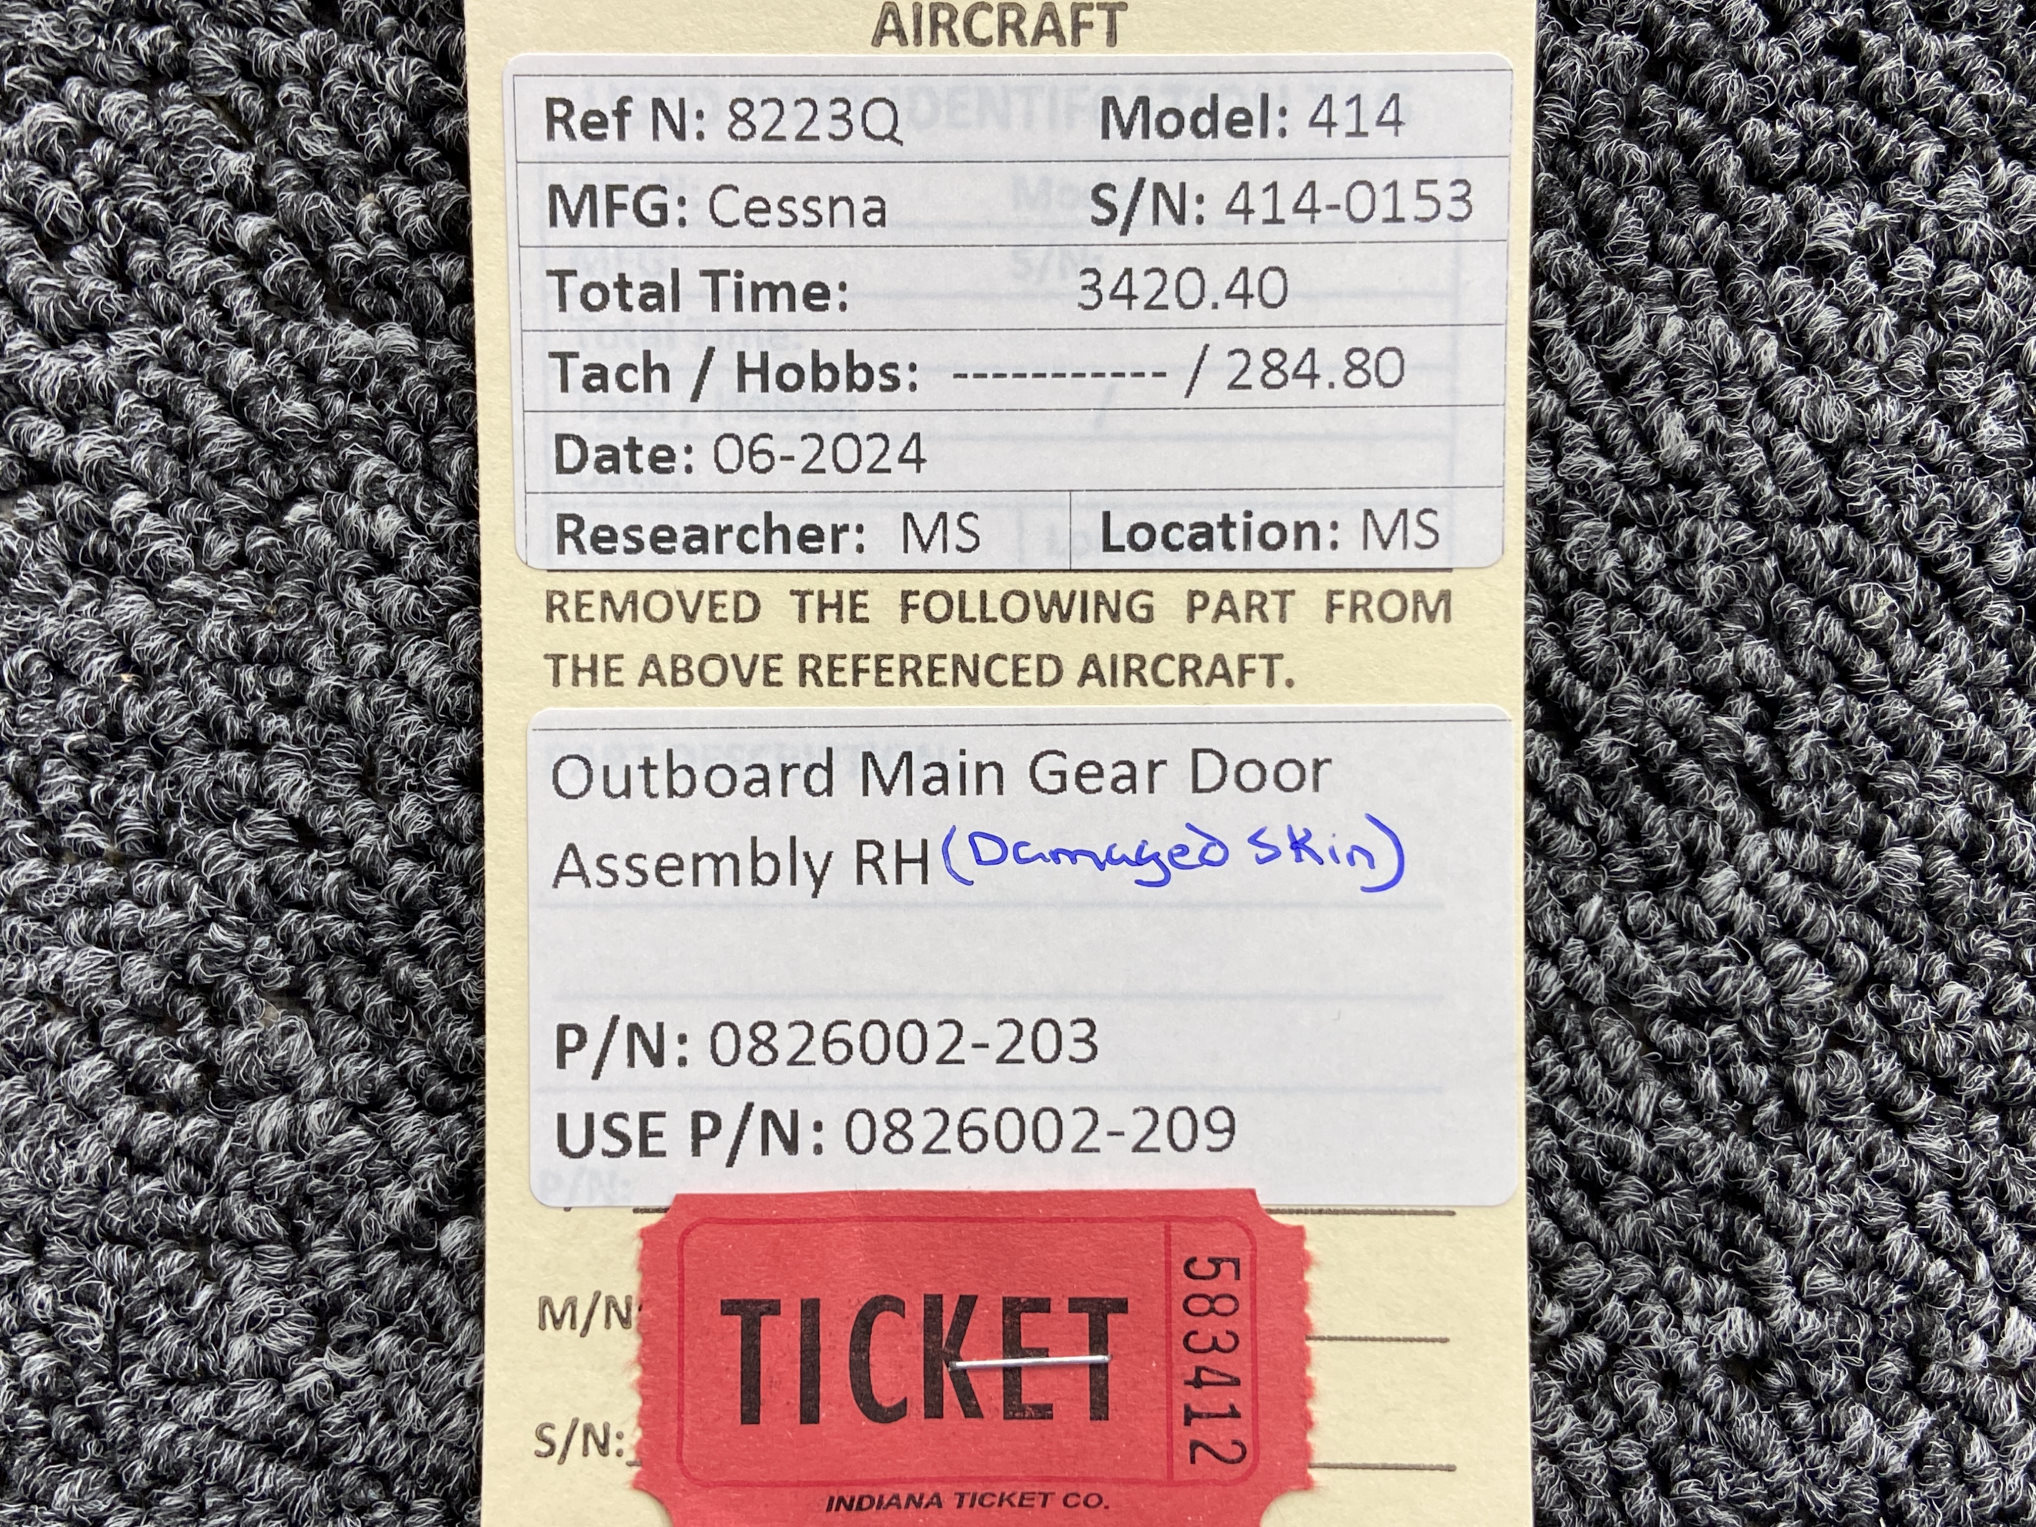 AIRCRAFT
Ref N: 8223Q Model: 414
MFG: Cessna S/N: 414-0153
Total Time: 3420.40
Tach / Hobbs: ----------- / 284.80
Date: 06-2024
Researcher: MS Location: MS
REMOVED THE FOLLOWING PART FROM
THE ABOVE REFERENCED AIRCRAFT.
Outboard Main Gear Door
Assembly RH (Damaged Skin)
P/N: 0826002-203
USE P/N: 0826002-209
P/N:
M/N:
S/N:
TICKET
583412
INDIANA TICKET CO.